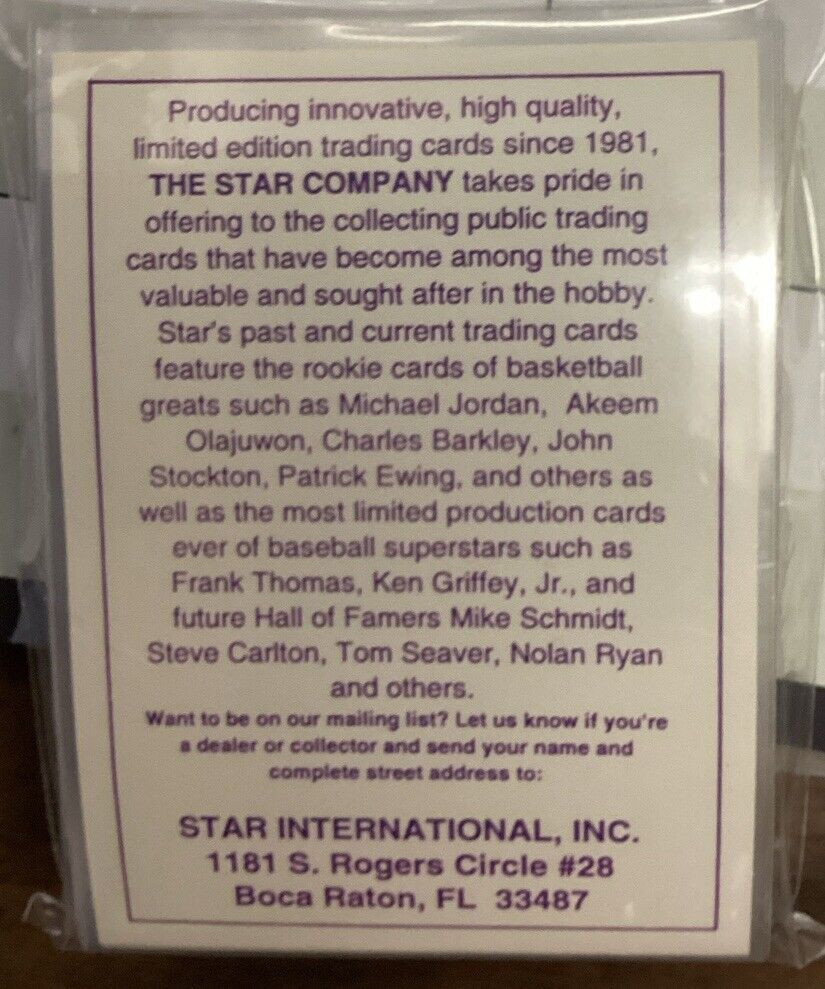 Producing innovative, high quality,
limited edition trading cards since 1981,
THE STAR COMPANY takes pride in
offering to the collecting public trading
cards that have become among the most
valuable and sought after in the hobby.
Star's past and current trading cards
feature the rookie cards of basketball
greats such as Michael Jordan, Akeem
Olajuwon, Charles Barkley, John
Stockton, Patrick Ewing, and others as
well as the most limited production cards
ever of baseball superstars such as
Frank Thomas, Ken Griffey, Jr., and
future Hall of Famers Mike Schmidt,
Steve Carlton, Tom Seaver, Nolan Ryan
and others.
Want to be on our mailing list? Let us know if you're
a dealer or collector and send your name and
complete street address to:
STAR INTERNATIONAL, INC.
1181 S. Rogers Circle #28
Boca Raton, FL 33487